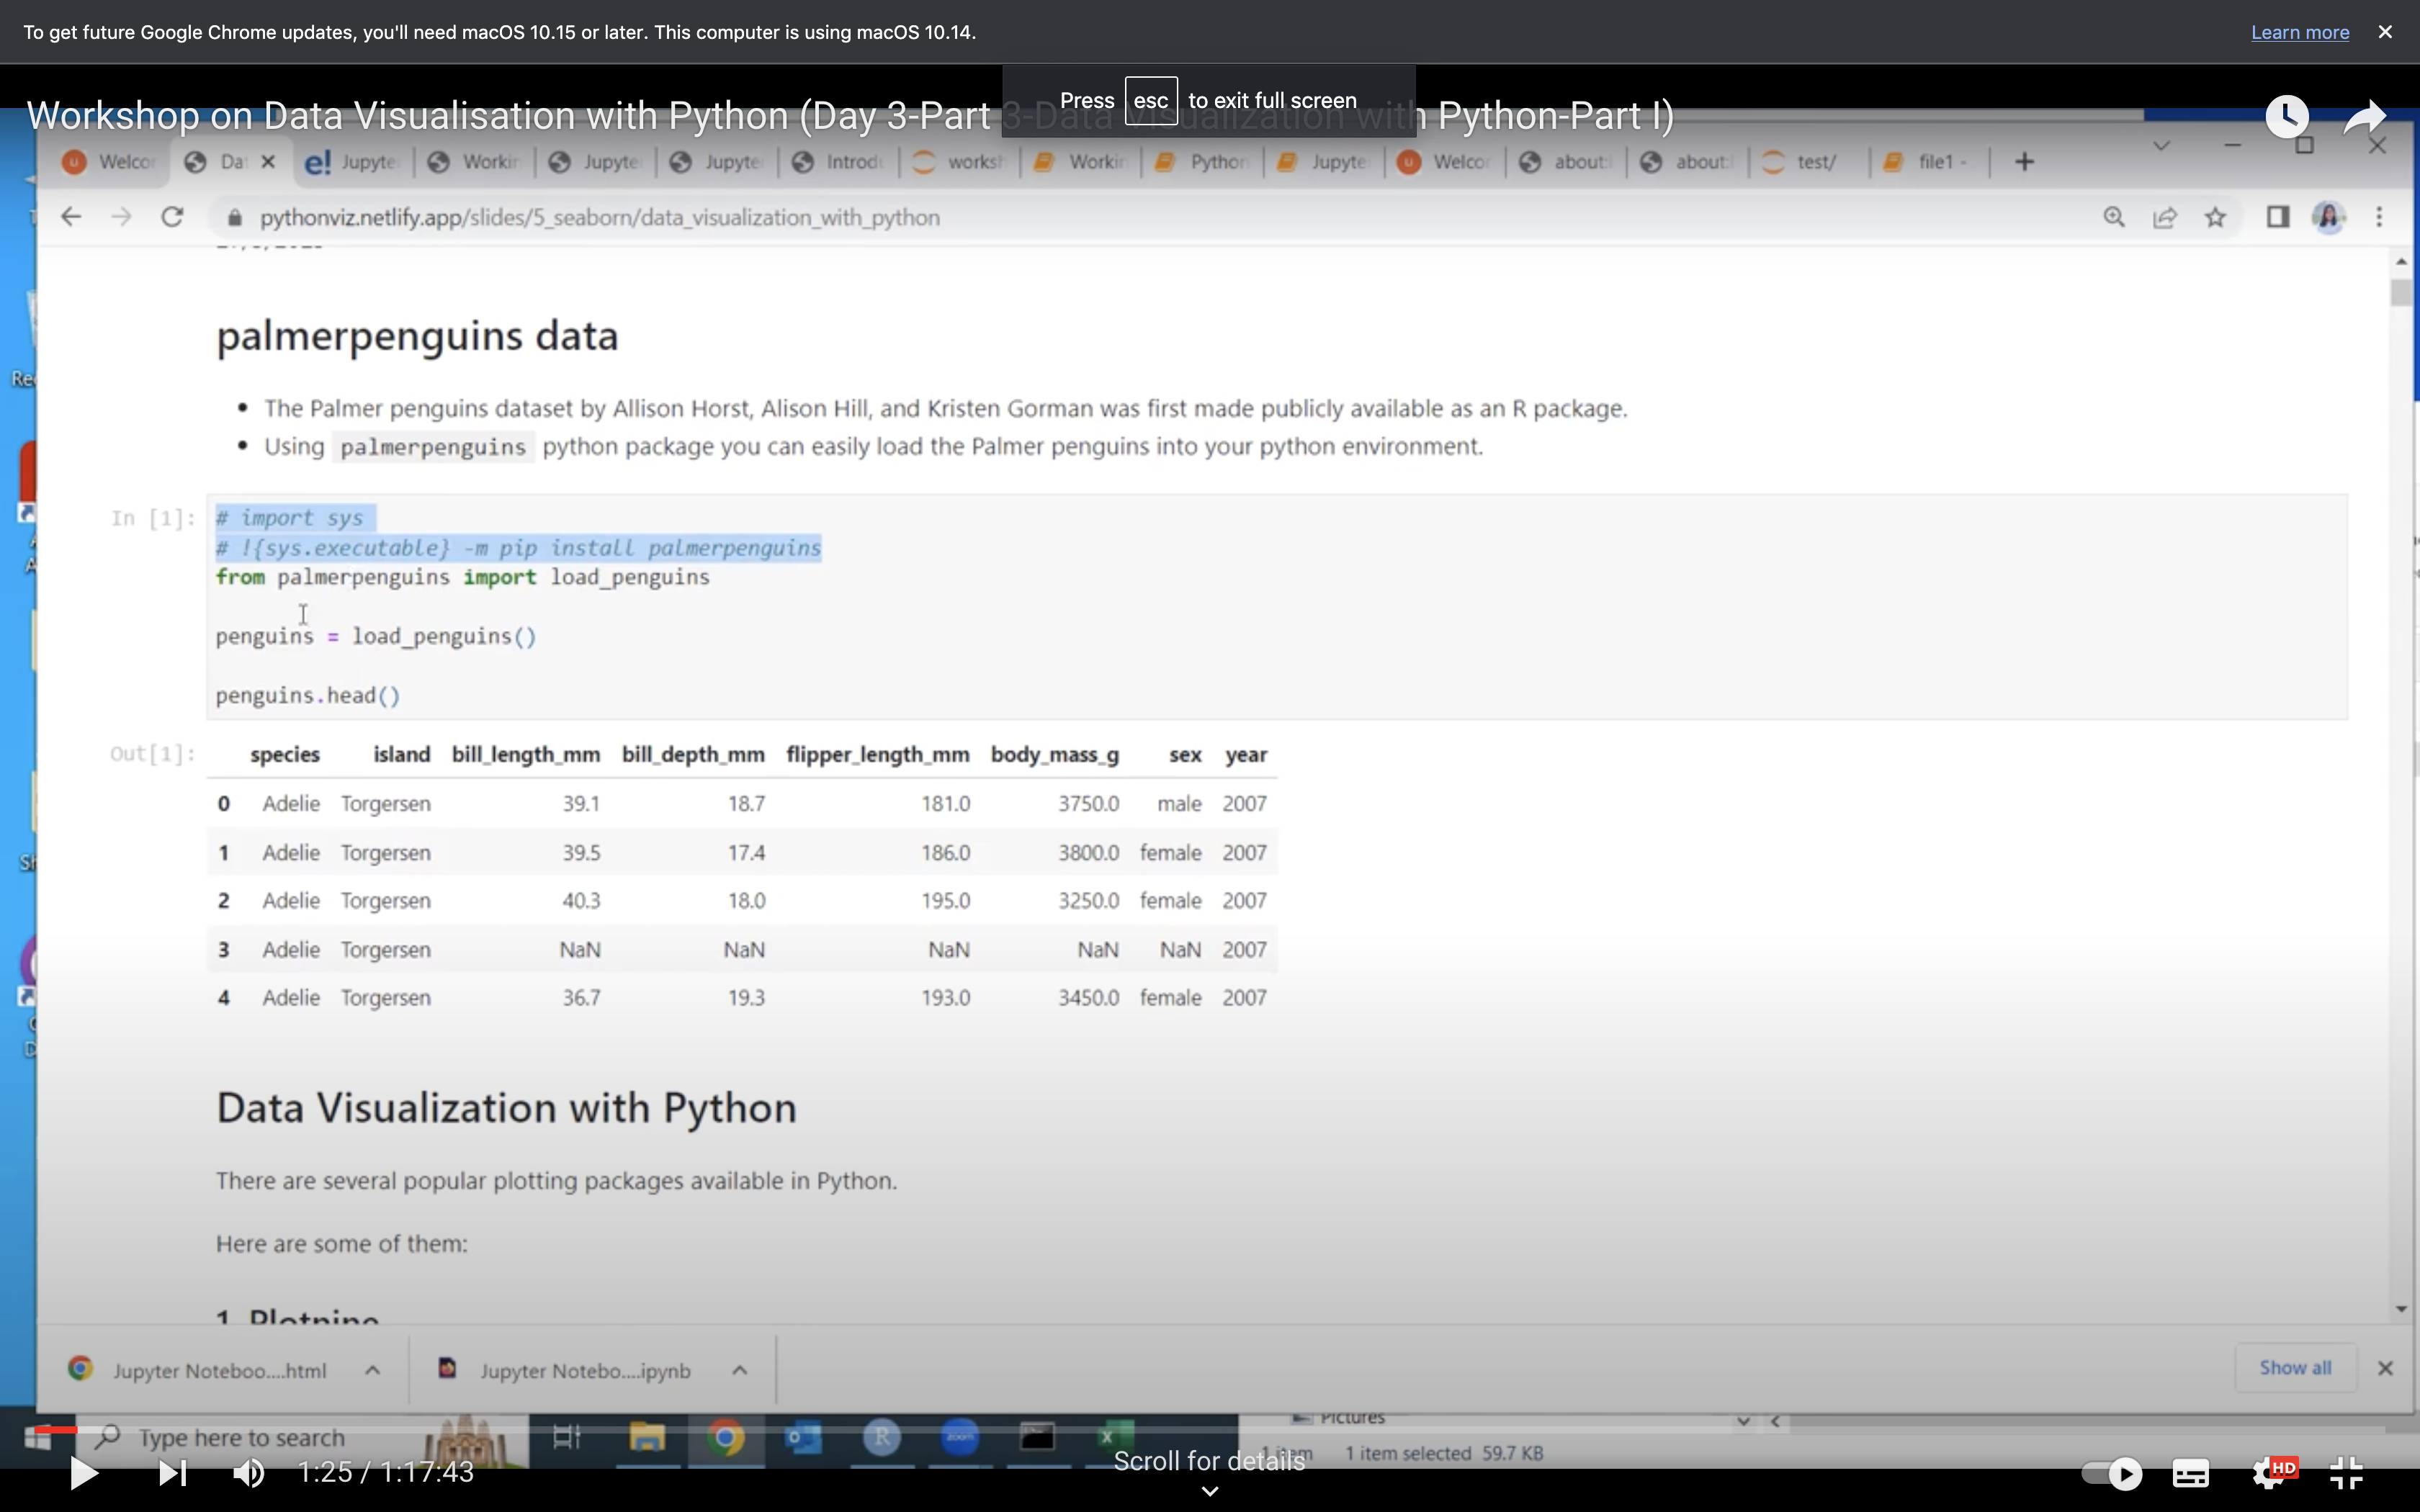 To get future Google Chrome updates, you'll need macOS 10.15 or later. This computer is using macOS 10.14.
Learn more
Press esc to exit full screen
Workshop on Data Visualisation with Python (Day 3-Part 3-Data Visualization with Python-Part I)
Welcor
Dat
Jupyte
Workin
Jupyte
Jupyte
Introdu
worksh
Workin
Python
Jupyte
Welcor
about:
about:
test/
file1 -
pythonviz.netlify.app/slides/5_seaborn/data_visualization_with_python
palmerpenguins data
The Palmer penguins dataset by Allison Horst, Alison Hill, and Kristen Gorman was first made publicly available as an R package.
Using palmerpenguins python package you can easily load the Palmer penguins into your python environment.
In [1]: # import sys
# !{sys.executable} -m pip install palmerpenguins
from palmerpenguins import load_penguins
penguins = load_penguins()
penguins.head()
Out[1]: species island bill_length_mm bill_depth_mm flipper_length_mm body_mass_g sex year
0 Adelie Torgersen 39.1 18.7 181.0 3750.0 male 2007
1 Adelie Torgersen 39.5 17.4 186.0 3800.0 female 2007
2 Adelie Torgersen 40.3 18.0 195.0 3250.0 female 2007
3 Adelie Torgersen NaN NaN NaN NaN NaN 2007
4 Adelie Torgersen 36.7 19.3 193.0 3450.0 female 2007
Data Visualization with Python
There are several popular plotting packages available in Python.
Here are some of them:
1. Plotnine
Jupyter Noteboo....html
Jupyter Notebo....ipynb
Show all
Type here to search
Pictures
1 item 1 item selected 59.7 KB
Scroll for details
1:25 / 1:17:43
HD